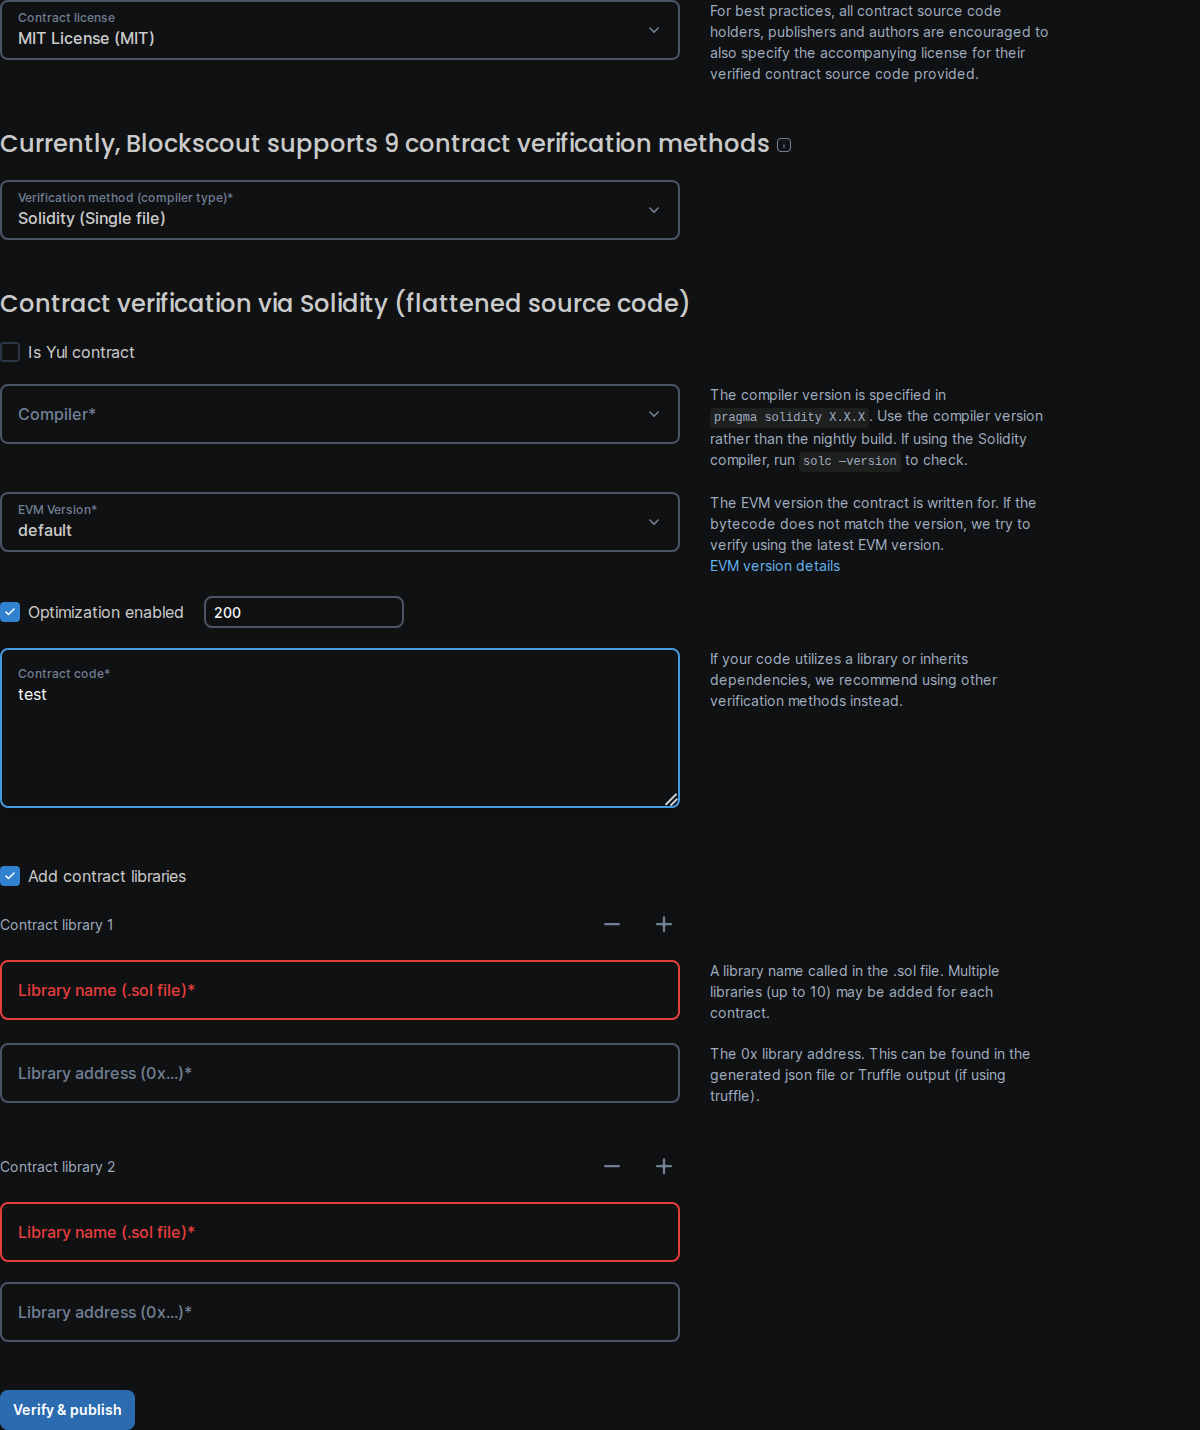 Contract license
MIT License (MIT)
For best practices, all contract source code
holders, publishers and authors are encouraged to
also specify the accompanying license for their
verified contract source code provided.
Currently, Blockscout supports 9 contract verification methods
Verification method (compiler type)*
Solidity (Single file)
Contract verification via Solidity (flattened source code)
Is Yul contract
Compiler*
The compiler version is specified in
pragma solidity X.X.X. Use the compiler version
rather than the nightly build. If using the Solidity
compiler, run solc —version to check.
EVM Version*
default
The EVM version the contract is written for. If the
bytecode does not match the version, we try to
verify using the latest EVM version.
EVM version details
Optimization enabled
200
Contract code*
test
If your code utilizes a library or inherits
dependencies, we recommend using other
verification methods instead.
Add contract libraries
Contract library 1
Library name (.sol file)*
A library name called in the .sol file. Multiple
libraries (up to 10) may be added for each
contract.
Library address (0x...)*
The 0x library address. This can be found in the
generated json file or Truffle output (if using
truffle).
Contract library 2
Library name (.sol file)*
Library address (0x...)*
Verify & publish